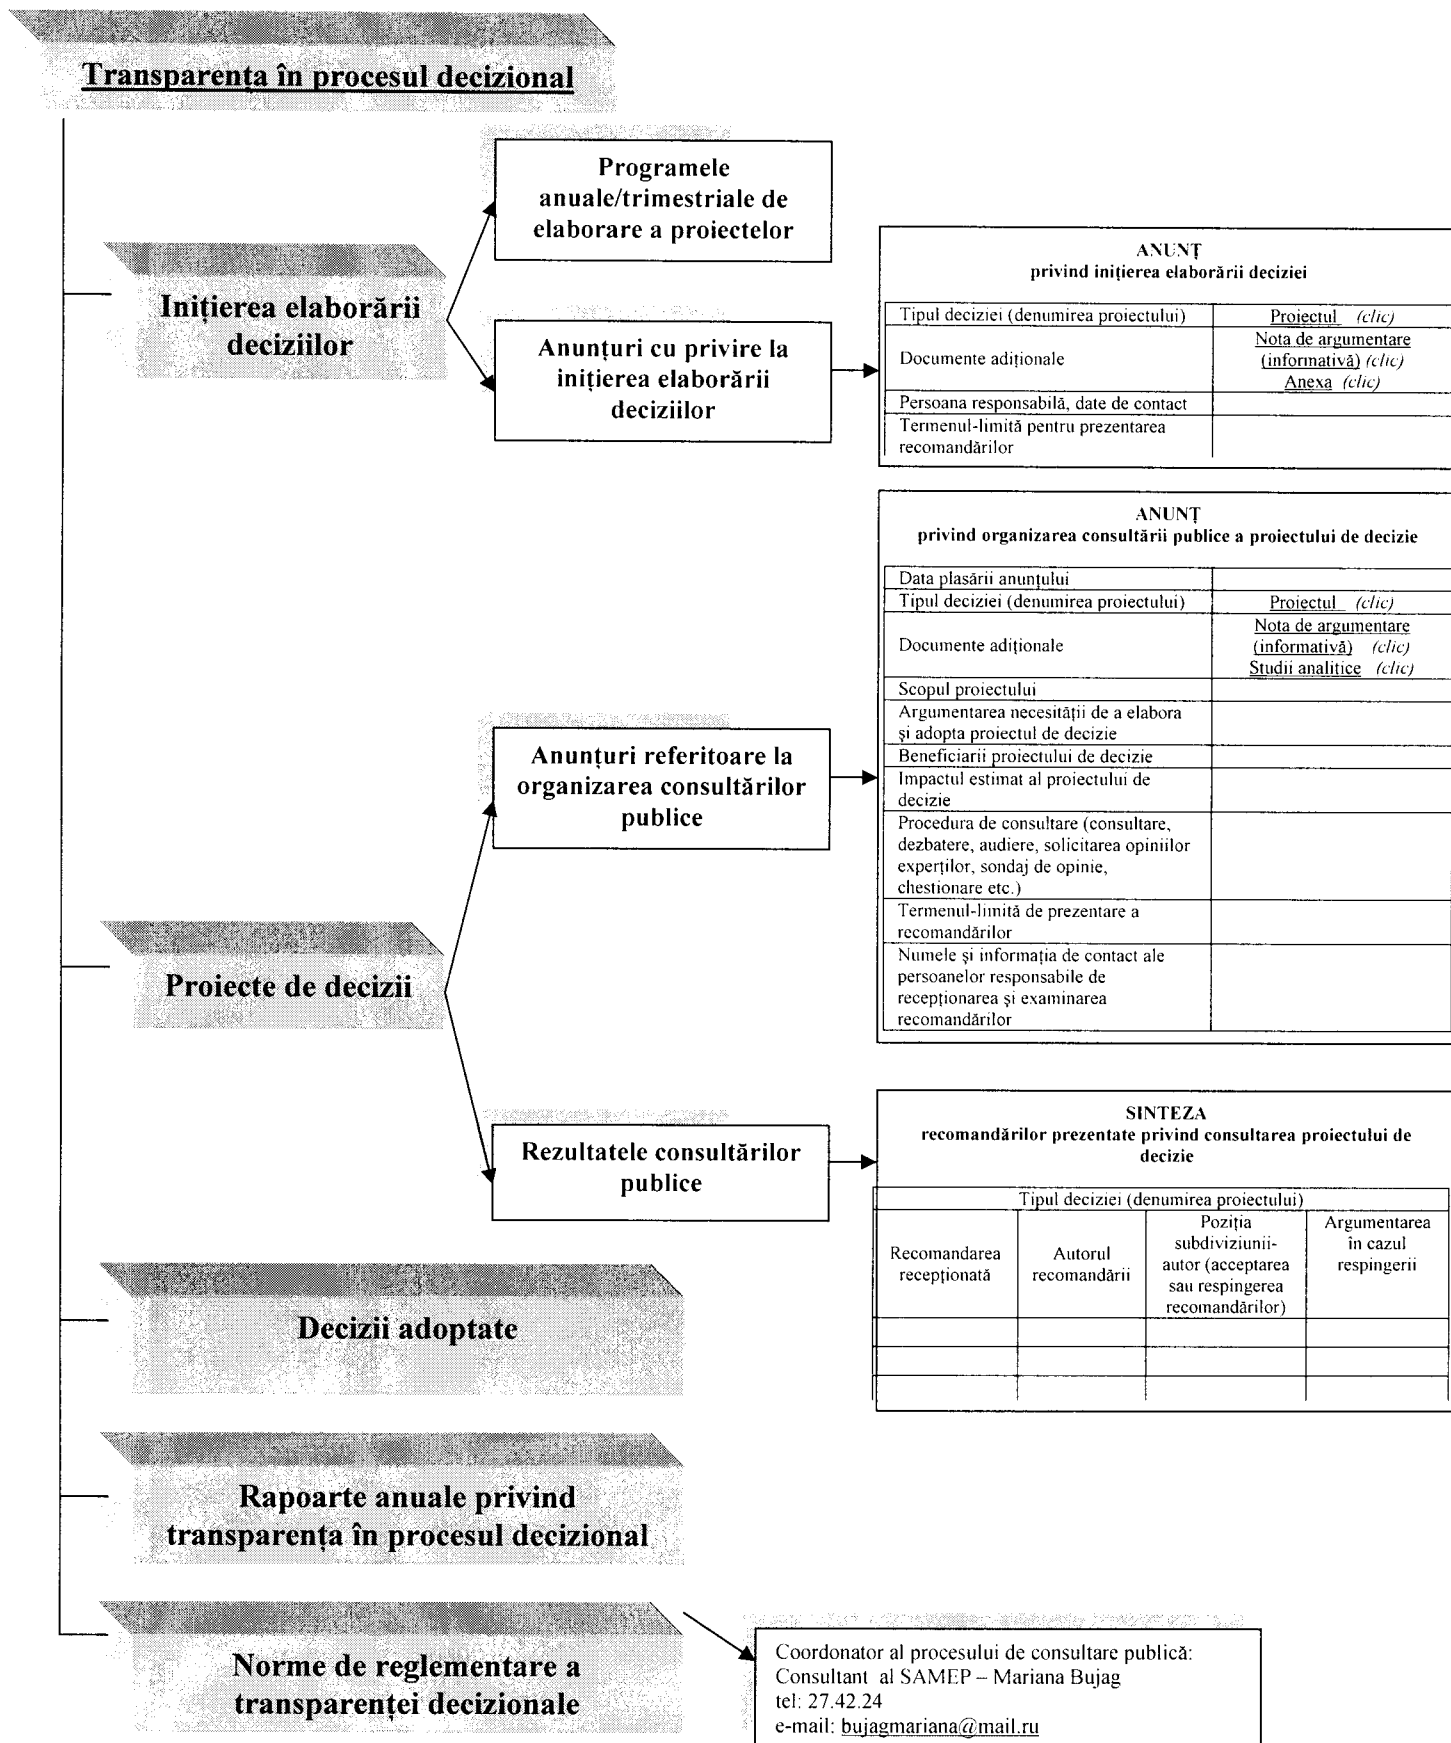 Transparența în procesul decizional
Inițierea elaborării
deciziilor
Programele
anuale/trimestriale de
elaborare a proiectelor
Anunțuri cu privire la
inițierea elaborării
deciziilor
ANUNȚ
privind inițierea elaborării deciziei
Tipul deciziei (denumirea proiectului) Proiectul (clic)
Documente adiționale Nota de argumentare
(informativă) (clic)
Anexa (clic)
Persoana responsabilă, date de contact
Termenul-limită pentru prezentarea
recomandărilor
Proiecte de decizii
Anunțuri referitoare la
organizarea consultărilor
publice
ANUNȚ
privind organizarea consultării publice a proiectului de decizie
Data plasării anunțului
Tipul deciziei (denumirea proiectului) Proiectul (clic)
Documente adiționale Nota de argumentare
(informativă) (clic)
Studii analitice (clic)
Scopul proiectului
Argumentarea necesității de a elabora
și adopta proiectul de decizie
Beneficiarii proiectului de decizie
Impactul estimat al proiectului de
decizie
Procedura de consultare (consultare,
dezbatere, audiere, solicitarea opiniilor
experților, sondaj de opinie,
chestionare etc.)
Termenul-limită de prezentare a
recomandărilor
Numele și informația de contact ale
persoanelor responsabile de
recepționarea și examinarea
recomandărilor
Rezultatele consultărilor
publice
SINTEZA
recomandărilor prezentate privind consultarea proiectului de
decizie
Tipul deciziei (denumirea proiectului)
Recomandarea
recepționată
Autorul
recomandării
Poziția
subdiviziunii-
autor (acceptarea
sau respingerea
recomandărilor)
Argumentarea
în cazul
respingerii
Decizii adoptate
Rapoarte anuale privind
transparența în procesul decizional
Norme de reglementare a
transparenței decizionale
Coordonator al procesului de consultare publică:
Consultant al SAMEP – Mariana Bujag
tel: 27.42.24
e-mail: bujagmariana@mail.ru